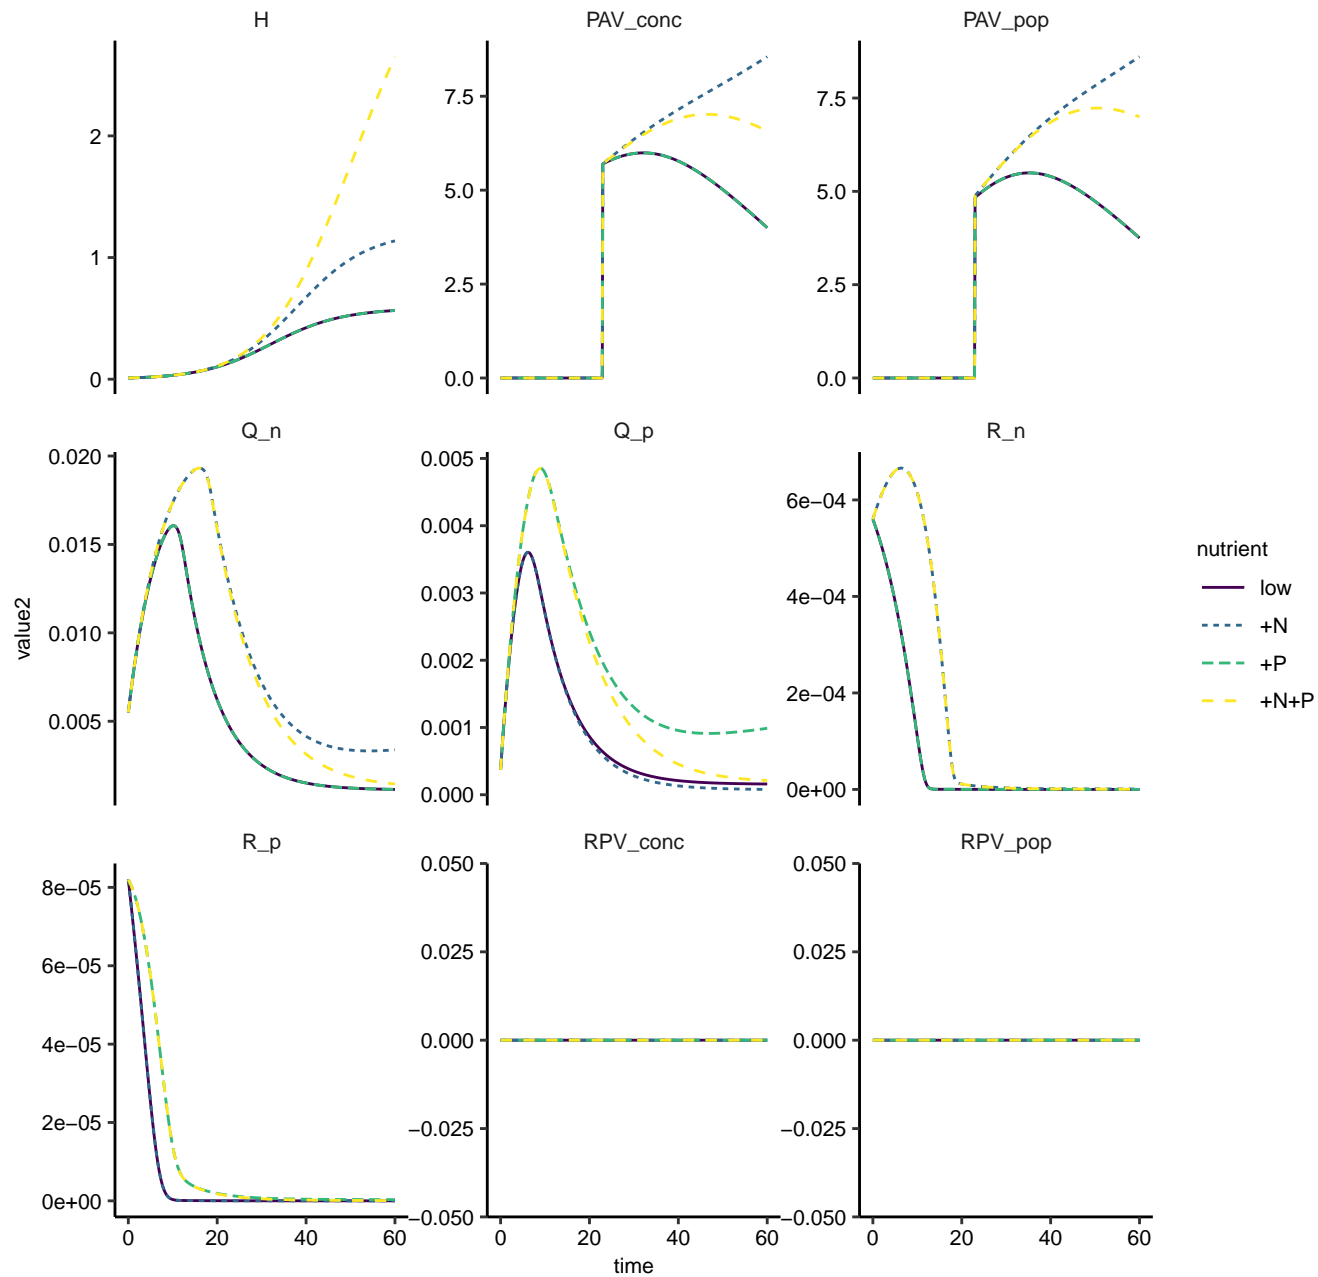 H
PAV_conc
PAV_pop
2
1
0
7.5
5.0
2.5
0.0
7.5
5.0
2.5
0.0
Q_n
Q_p
R_n
0.020
0.015
0.010
0.005
0.005
0.004
0.003
0.002
0.001
0.000
6e−04
4e−04
2e−04
0e+00
value2
nutrient
low
+N
+P
+N+P
R_p
RPV_conc
RPV_pop
8e−05
6e−05
4e−05
2e−05
0e+00
0.050
0.025
0.000
−0.025
−0.050
0.050
0.025
0.000
−0.025
−0.050
0 20 40 60
0 20 40 60
0 20 40 60
time